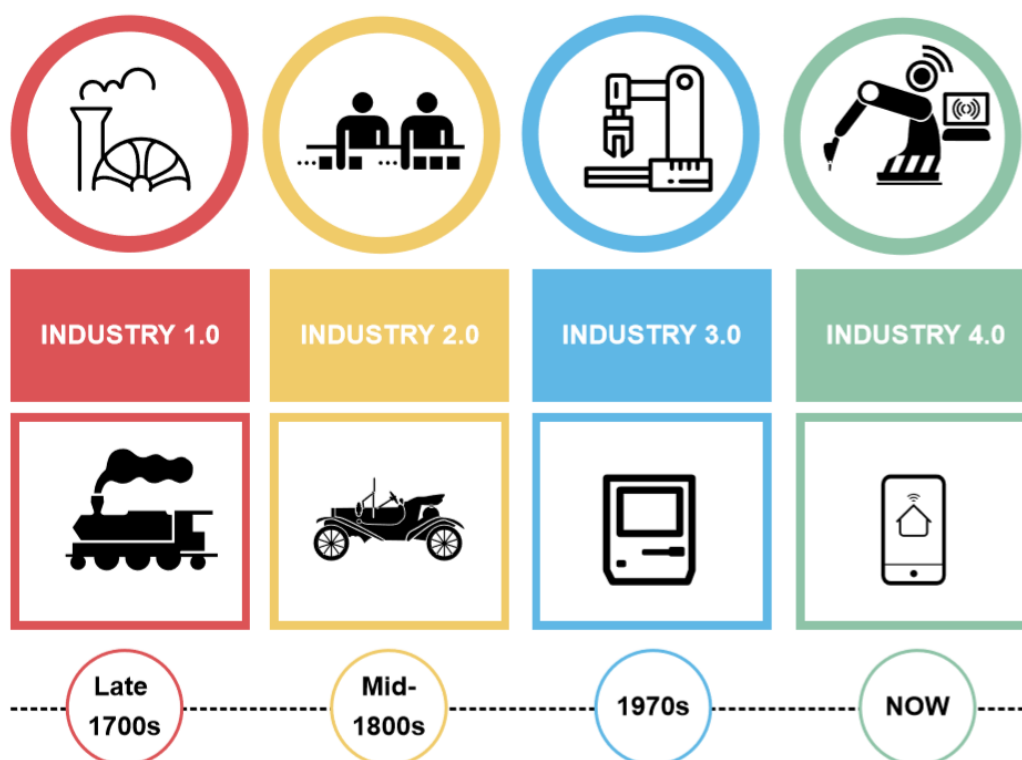 INDUSTRY 1.0
INDUSTRY 2.0
INDUSTRY 3.0
INDUSTRY 4.0
Late
1700s
Mid-
1800s
1970s
NOW